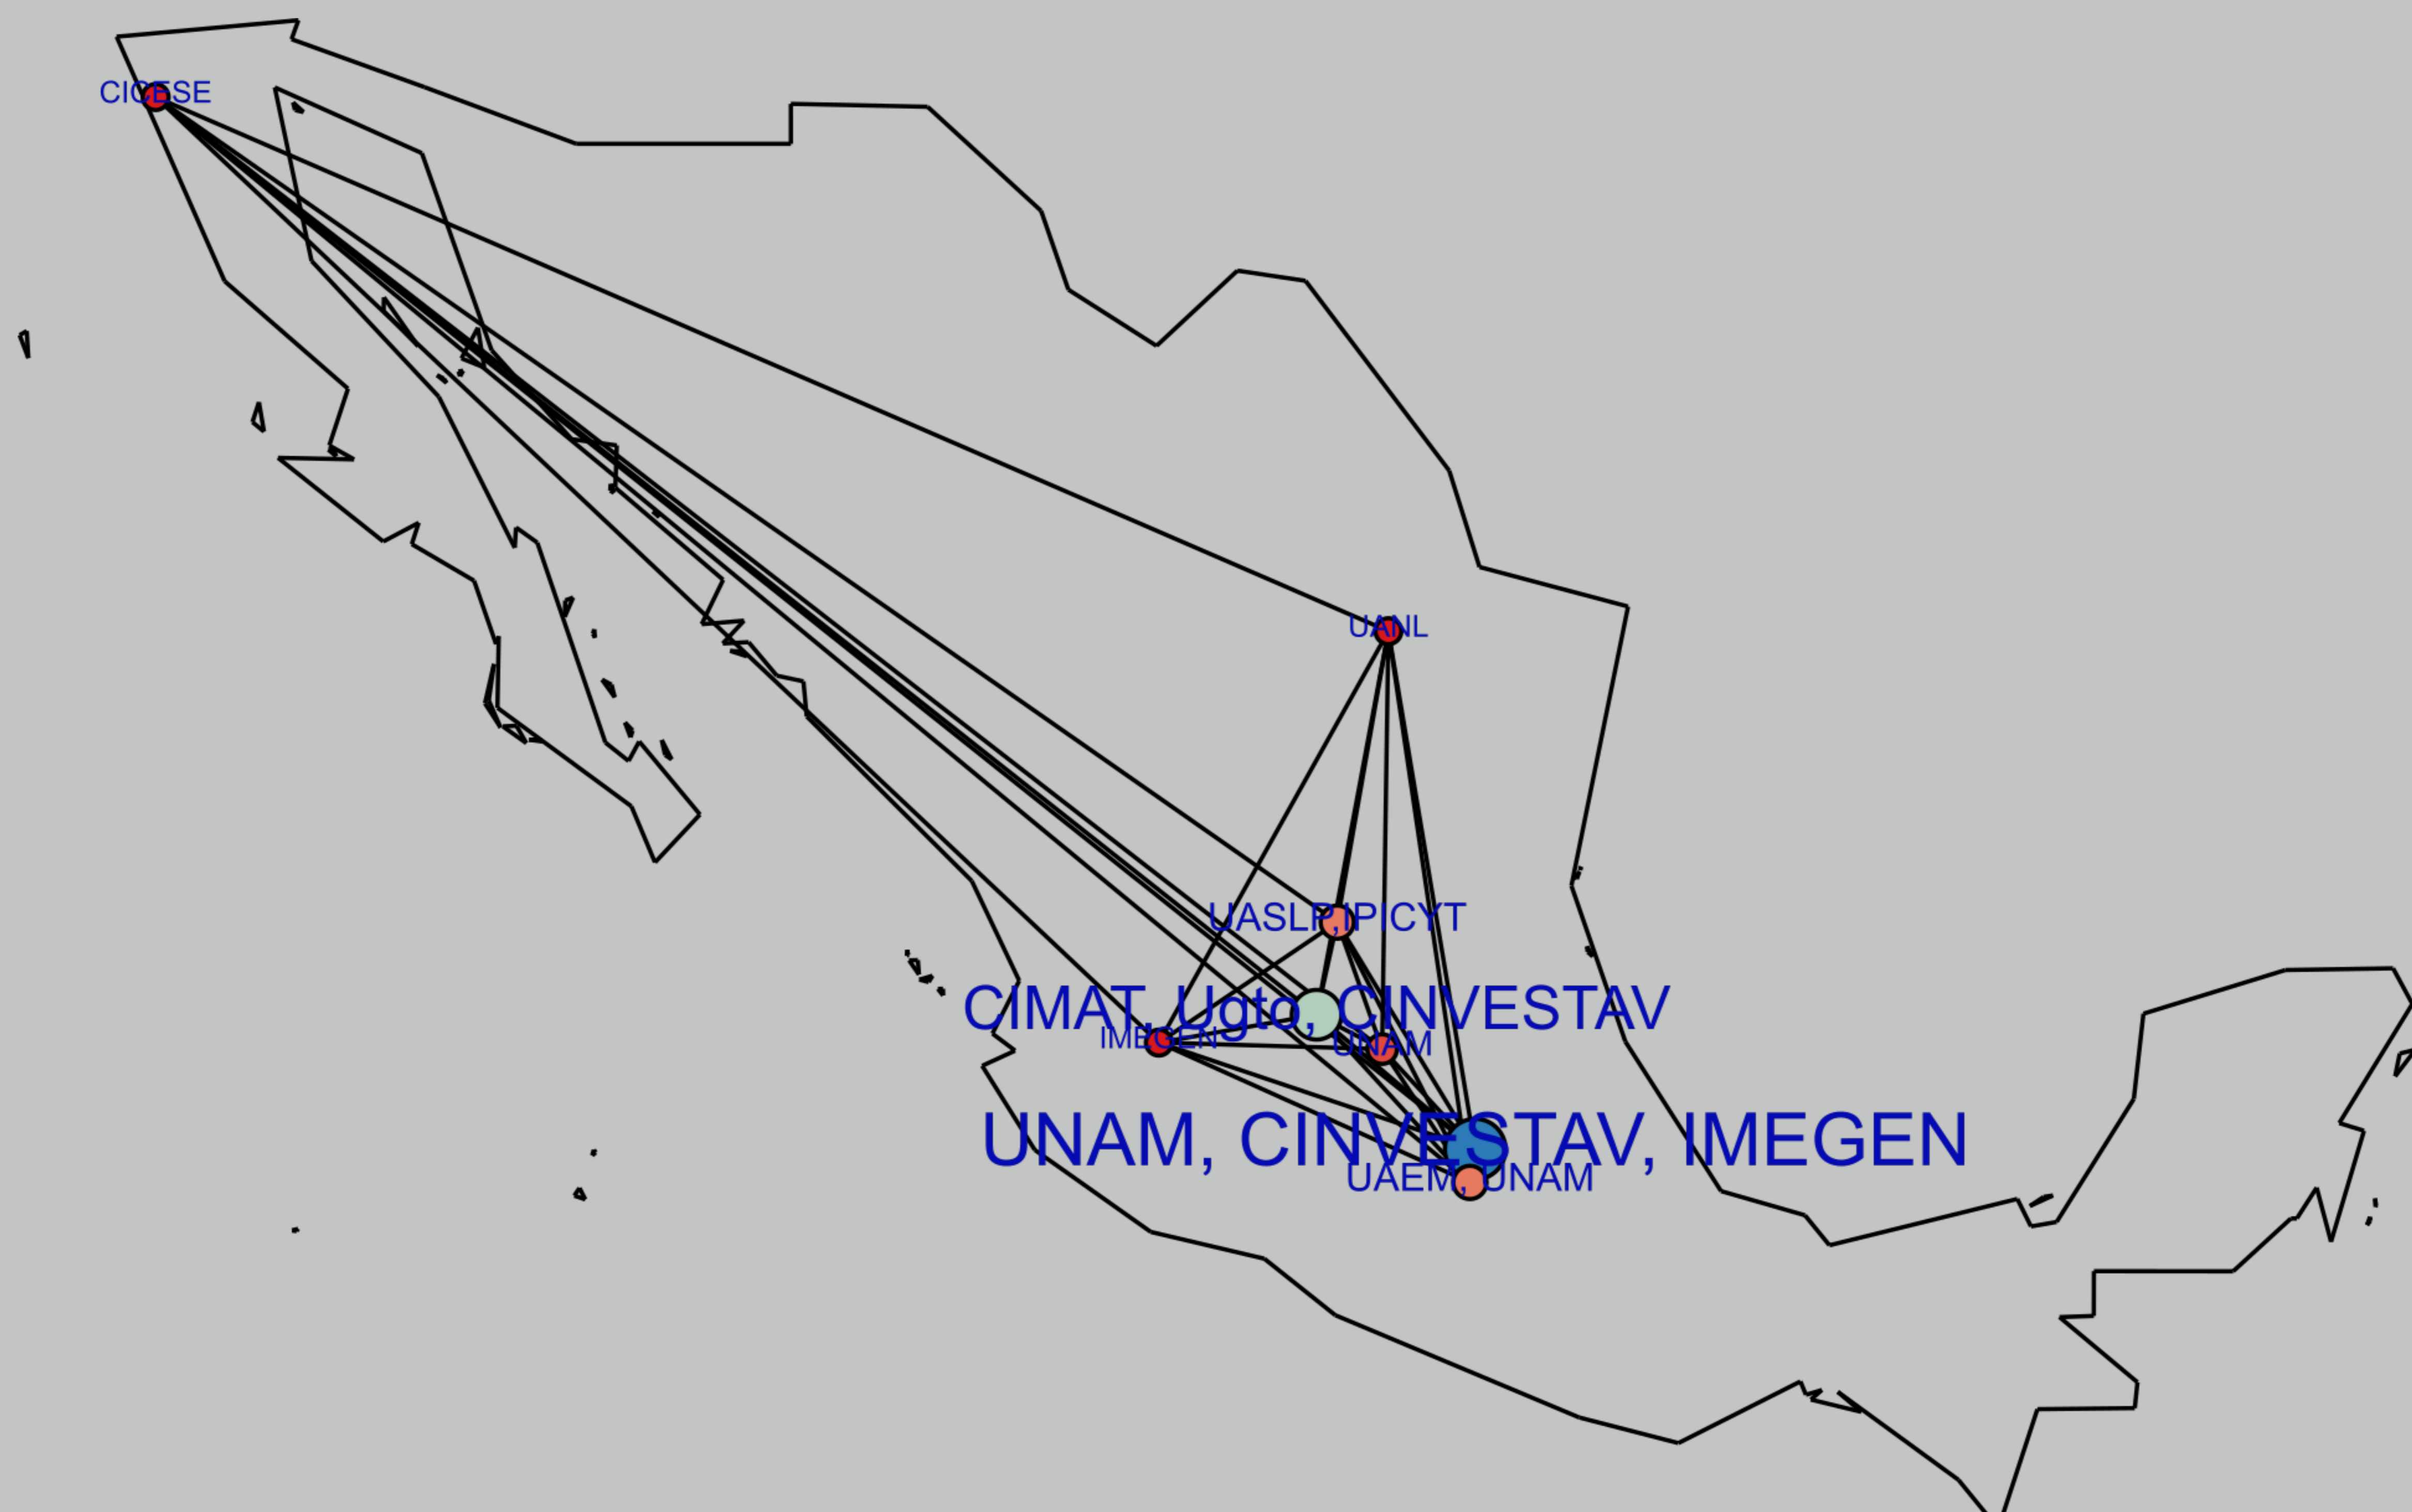 CICESE
UANL
UASLP,IPICYT
CIMAT, Ugto, CINVESTAV
IMEGEN
UNAM
UNAM, CINVESTAV, IMEGEN
UAEM, UNAM